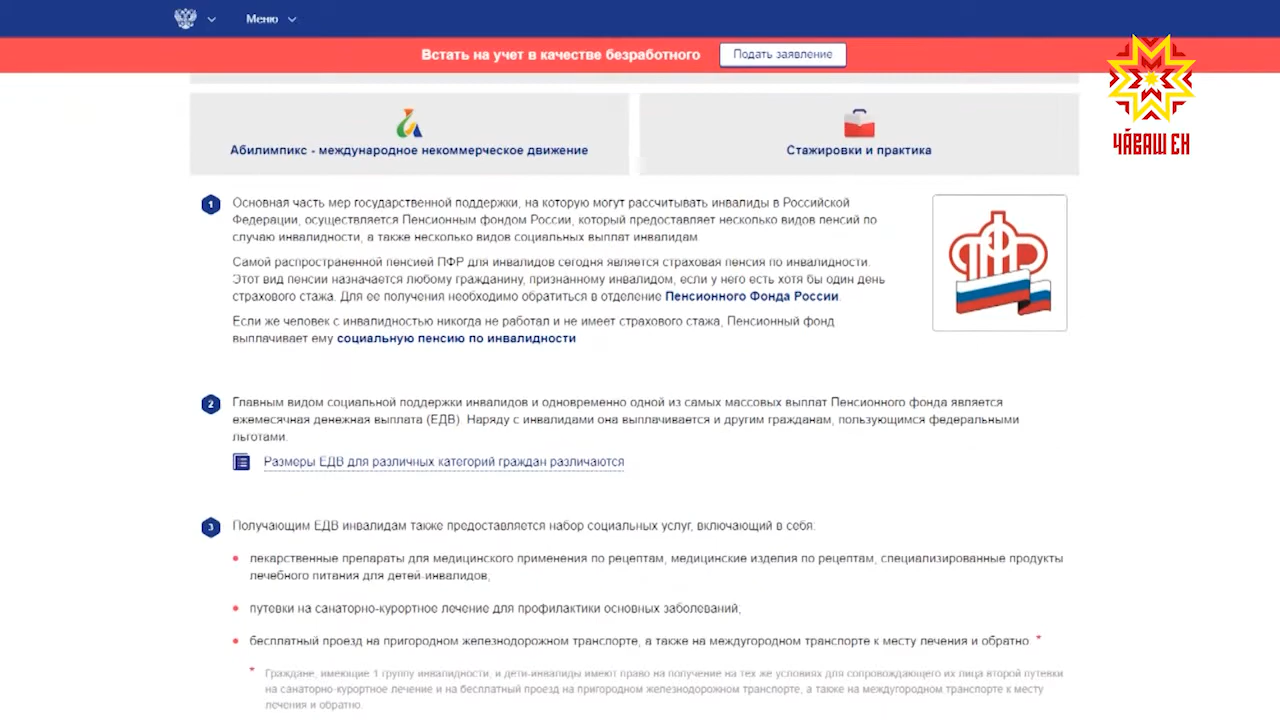 Меню
Встать на учет в качестве безработного
Подать заявление
ЧӐВАШ ЕН
Абилимпикс - международное некоммерческое движение
Стажировки и практика
1
Основная часть мер государственной поддержки, на которую могут рассчитывать инвалиды в Российской
Федерации, осуществляется Пенсионным фондом России, который предоставляет несколько видов пенсий по
случаю инвалидности, а также несколько видов социальных выплат инвалидам
Самой распространенной пенсией ПФР для инвалидов сегодня является страховая пенсия по инвалидности.
Этот вид пенсии назначается любому гражданину, признанному инвалидом, если у него есть хотя бы один день
страхового стажа. Для ее получения необходимо обратиться в отделение Пенсионного Фонда России.
Если же человек с инвалидностью никогда не работал и не имеет страхового стажа, Пенсионный фонд
выплачивает ему социальную пенсию по инвалидности
2
Главным видом социальной поддержки инвалидов и одновременно одной из самых массовых выплат Пенсионного фонда является
ежемесячная денежная выплата (ЕДВ). Наряду с инвалидами она выплачивается и другим гражданам, пользующимся федеральными
льготами.
Размеры ЕДВ для различных категорий граждан различаются
3
Получающим ЕДВ инвалидам также предоставляется набор социальных услуг, включающий в себя:
лекарственные препараты для медицинского применения по рецептам, медицинские изделия по рецептам, специализированные продукты
лечебного питания для детей-инвалидов;
путевки на санаторно-курортное лечение для профилактики основных заболеваний;
бесплатный проезд на пригородном железнодорожном транспорте, а также на междугородном транспорте к месту лечения и обратно *
* Граждане, имеющие 1 группу инвалидности, и дети-инвалиды имеют право на получение на тех же условиях для сопровождающего их лица второй путевки
на санаторно-курортное лечение и на бесплатный проезд на пригородном железнодорожном транспорте, а также на междугородном транспорте к месту
лечения и обратно.